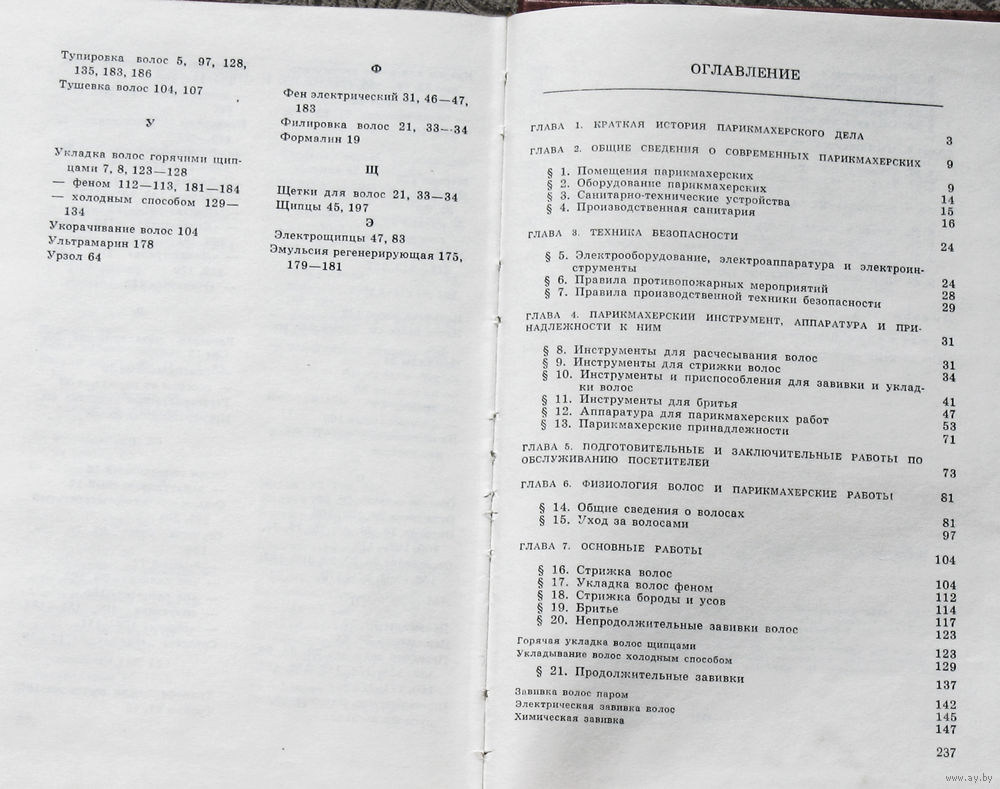 Тупировка волос 5, 97, 128,
135, 183, 186
Тушевка волос 104, 107
У
Укладка волос горячими щип-
цами 7, 8, 123—128
— феном 112—113, 181—184
— холодным способом 129—
134
Укорачивание волос 104
Ультрамарин 178
Урзол 64
Ф
Фен электрический 31, 46—47,
183
Филировка волос 21, 33—34
Формалин 19
Щ
Щетки для волос 21, 33—34
Щипцы 45, 197
Э
Электрощипцы 47, 83
Эмульсия регенерирующая 175,
179—181
ОГЛАВЛЕНИЕ
ГЛАВА 1. КРАТКАЯ ИСТОРИЯ ПАРИКМАХЕРСКОГО ДЕЛА 3
ГЛАВА 2. ОБЩИЕ СВЕДЕНИЯ О СОВРЕМЕННЫХ ПАРИКМАХЕРСКИХ 9
§ 1. Помещения парикмахерских 9
§ 2. Оборудование парикмахерских 14
§ 3. Санитарно-технические устройства 15
§ 4. Производственная санитария 16
ГЛАВА 3. ТЕХНИКА БЕЗОПАСНОСТИ 24
§ 5. Электрооборудование, электроаппаратура и электроин-
струменты 24
§ 6. Правила противопожарных мероприятий 28
§ 7. Правила производственной техники безопасности 29
ГЛАВА 4. ПАРИКМАХЕРСКИЙ ИНСТРУМЕНТ, АППАРАТУРА И ПРИ-
НАДЛЕЖНОСТИ К НИМ 31
§ 8. Инструменты для расчесывания волос 31
§ 9. Инструменты для стрижки волос 34
§ 10. Инструменты и приспособления для завивки и уклад-
ки волос 41
§ 11. Инструменты для бритья 47
§ 12. Аппаратура для парикмахерских работ 53
§ 13. Парикмахерские принадлежности 71
ГЛАВА 5. ПОДГОТОВИТЕЛЬНЫЕ И ЗАКЛЮЧИТЕЛЬНЫЕ РАБОТЫ ПО
ОБСЛУЖИВАНИЮ ПОСЕТИТЕЛЕЙ 73
ГЛАВА 6. ФИЗИОЛОГИЯ ВОЛОС И ПАРИКМАХЕРСКИЕ РАБОТЫ 81
§ 14. Общие сведения о волосах 81
§ 15. Уход за волосами 97
ГЛАВА 7. ОСНОВНЫЕ РАБОТЫ 104
§ 16. Стрижка волос 104
§ 17. Укладка волос феном 112
§ 18. Стрижка бороды и усов 114
§ 19. Бритье 117
§ 20. Непродолжительные завивки волос 123
Горячая укладка волос щипцами 123
Укладывание волос холодным способом 129
§ 21. Продолжительные завивки 137
Завивка волос паром 142
Электрическая завивка волос 145
Химическая завивка 147
237
www.ay.by